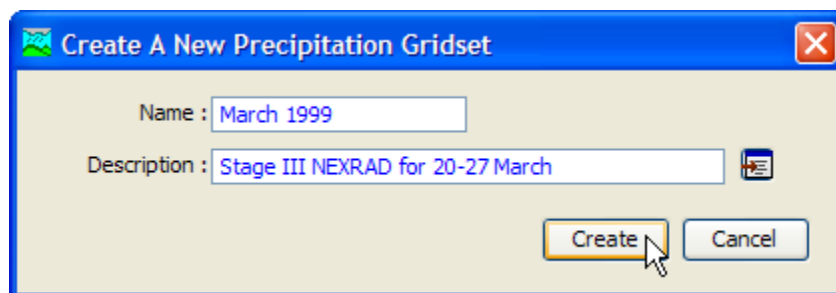 Create A New Precipitation Gridset
Name : March 1999
Description : Stage III NEXRAD for 20-27 March
Create Cancel